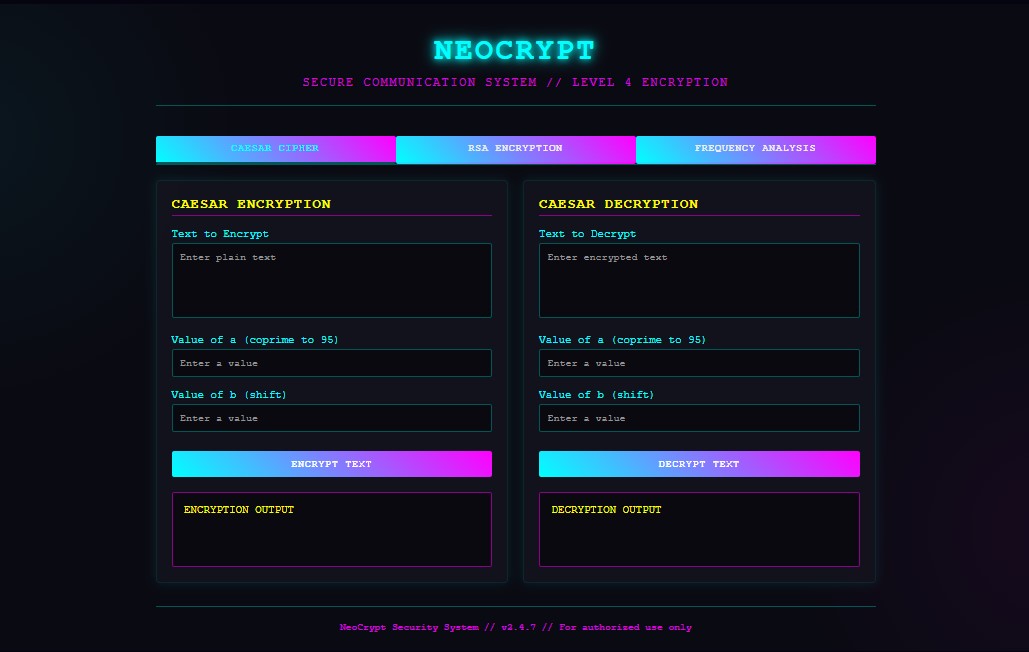 NEOCRYPT
SECURE COMMUNICATION SYSTEM // LEVEL 4 ENCRYPTION
CAESAR CIPHER
RSA ENCRYPTION
FREQUENCY ANALYSIS
CAESAR ENCRYPTION
Text to Encrypt
Enter plain text
Value of a (coprime to 95)
Enter a value
Value of b (shift)
Enter a value
ENCRYPT TEXT
ENCRYPTION OUTPUT
CAESAR DECRYPTION
Text to Decrypt
Enter encrypted text
Value of a (coprime to 95)
Enter a value
Value of b (shift)
Enter a value
DECRYPT TEXT
DECRYPTION OUTPUT
NeoCrypt Security System // v2.4.7 // For authorized use only